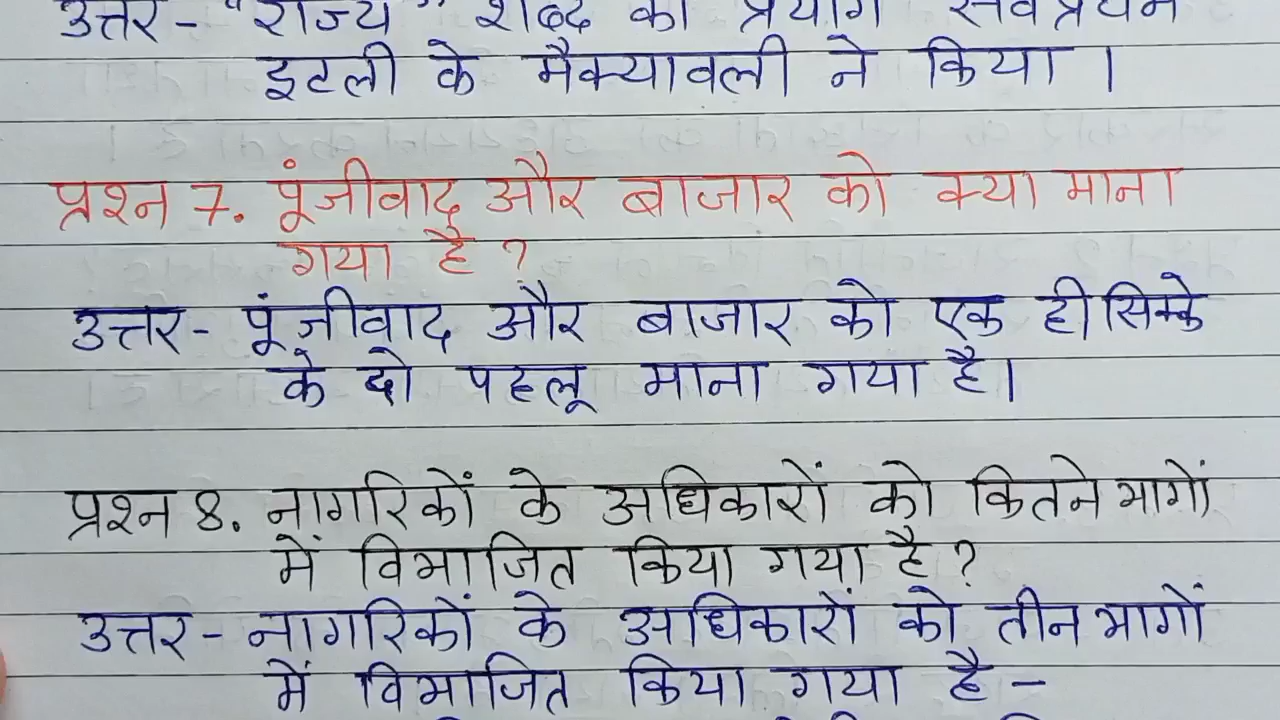 उत्तर - "राज्य" शब्द का प्रयोग सर्वप्रथम
इटली के मैक्यावली ने किया ।
प्रश्न 7. पूंजीवाद और बाजार को क्या माना
गया है ?
उत्तर - पूंजीवाद और बाजार को एक ही सिक्के
के दो पहलू माना गया है।
प्रश्न 8. नागरिकों के अधिकारों को कितने भागों
में विभाजित किया गया है ?
उत्तर - नागरिकों के अधिकारों को तीन भागों
में विभाजित किया गया है -